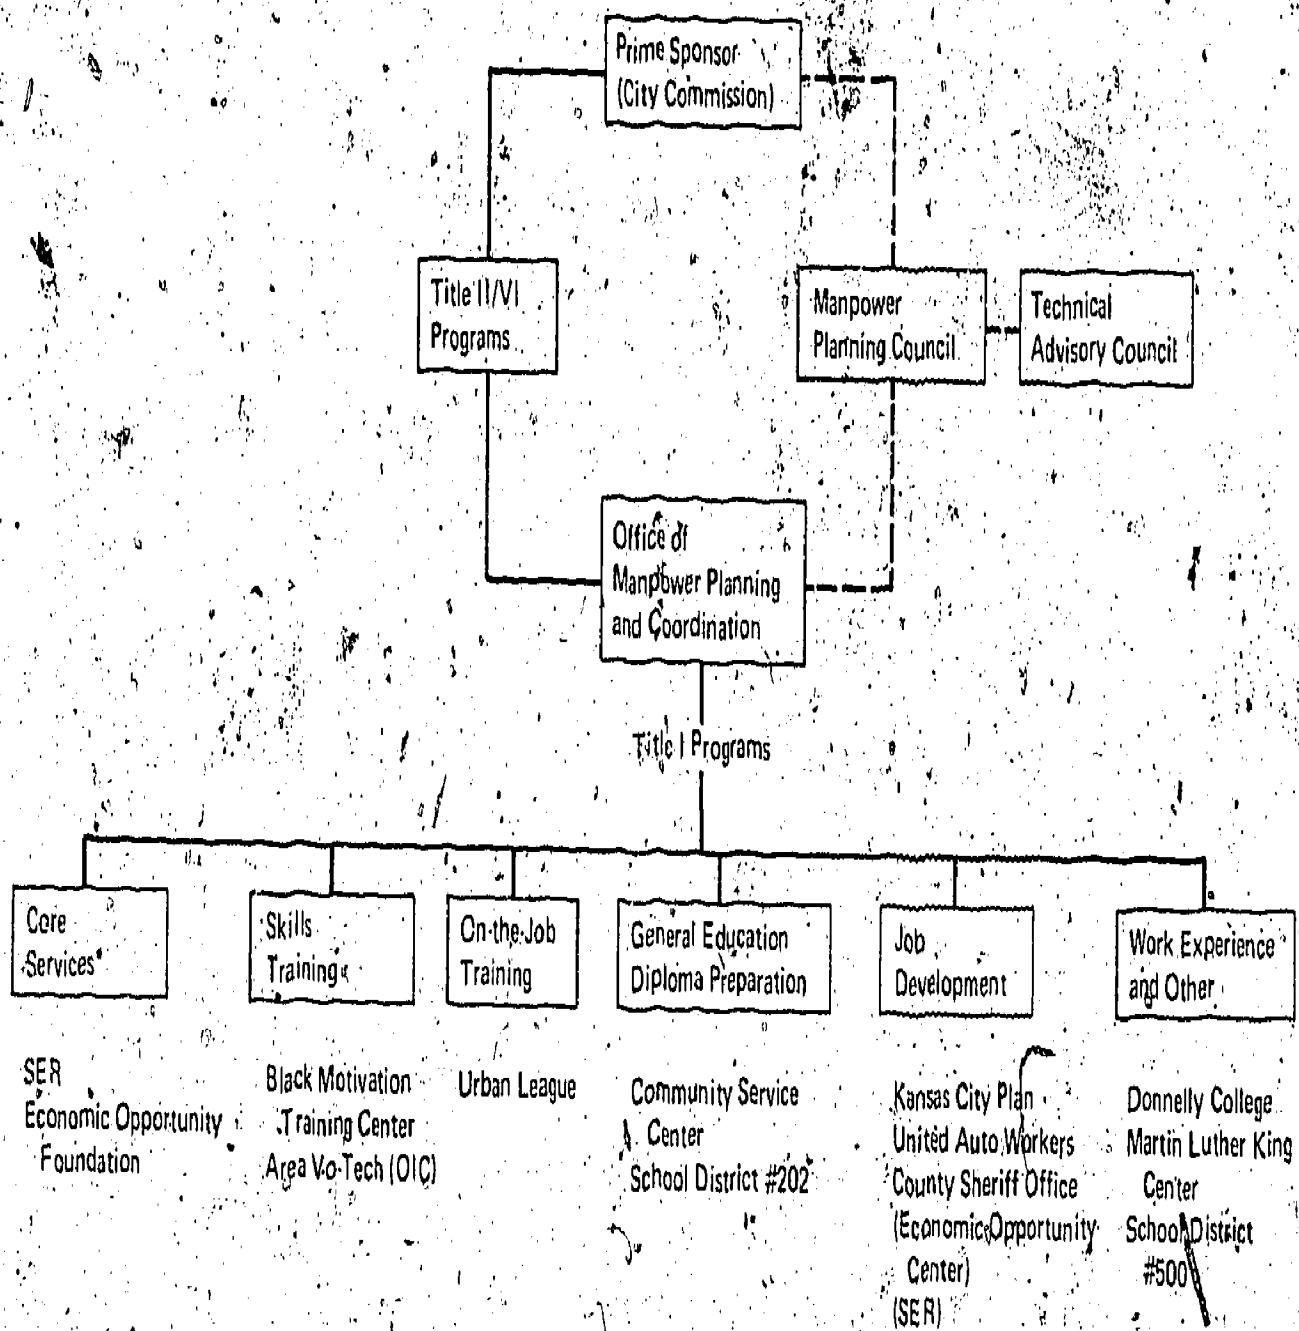 Prime Sponsor
(City Commission)
Title II/VI
Programs
Manpower
Planning Council
Technical
Advisory Council
Office of
Manpower Planning
and Coordination
Title I Programs
Core
Services
Skills
Training
On-the-Job
Training
General Education
Diploma Preparation
Job
Development
Work Experience
and Other
SER
Economic Opportunity
Foundation
Black Motivation
Training Center
Area Vo-Tech (OIC)
Urban League
Community Service
Center
School District #202
Kansas City Plan
United Auto Workers
County Sheriff Office
(Economic Opportunity
Center)
(SER)
Donnelly College
Martin Luther King
Center
School District
#500